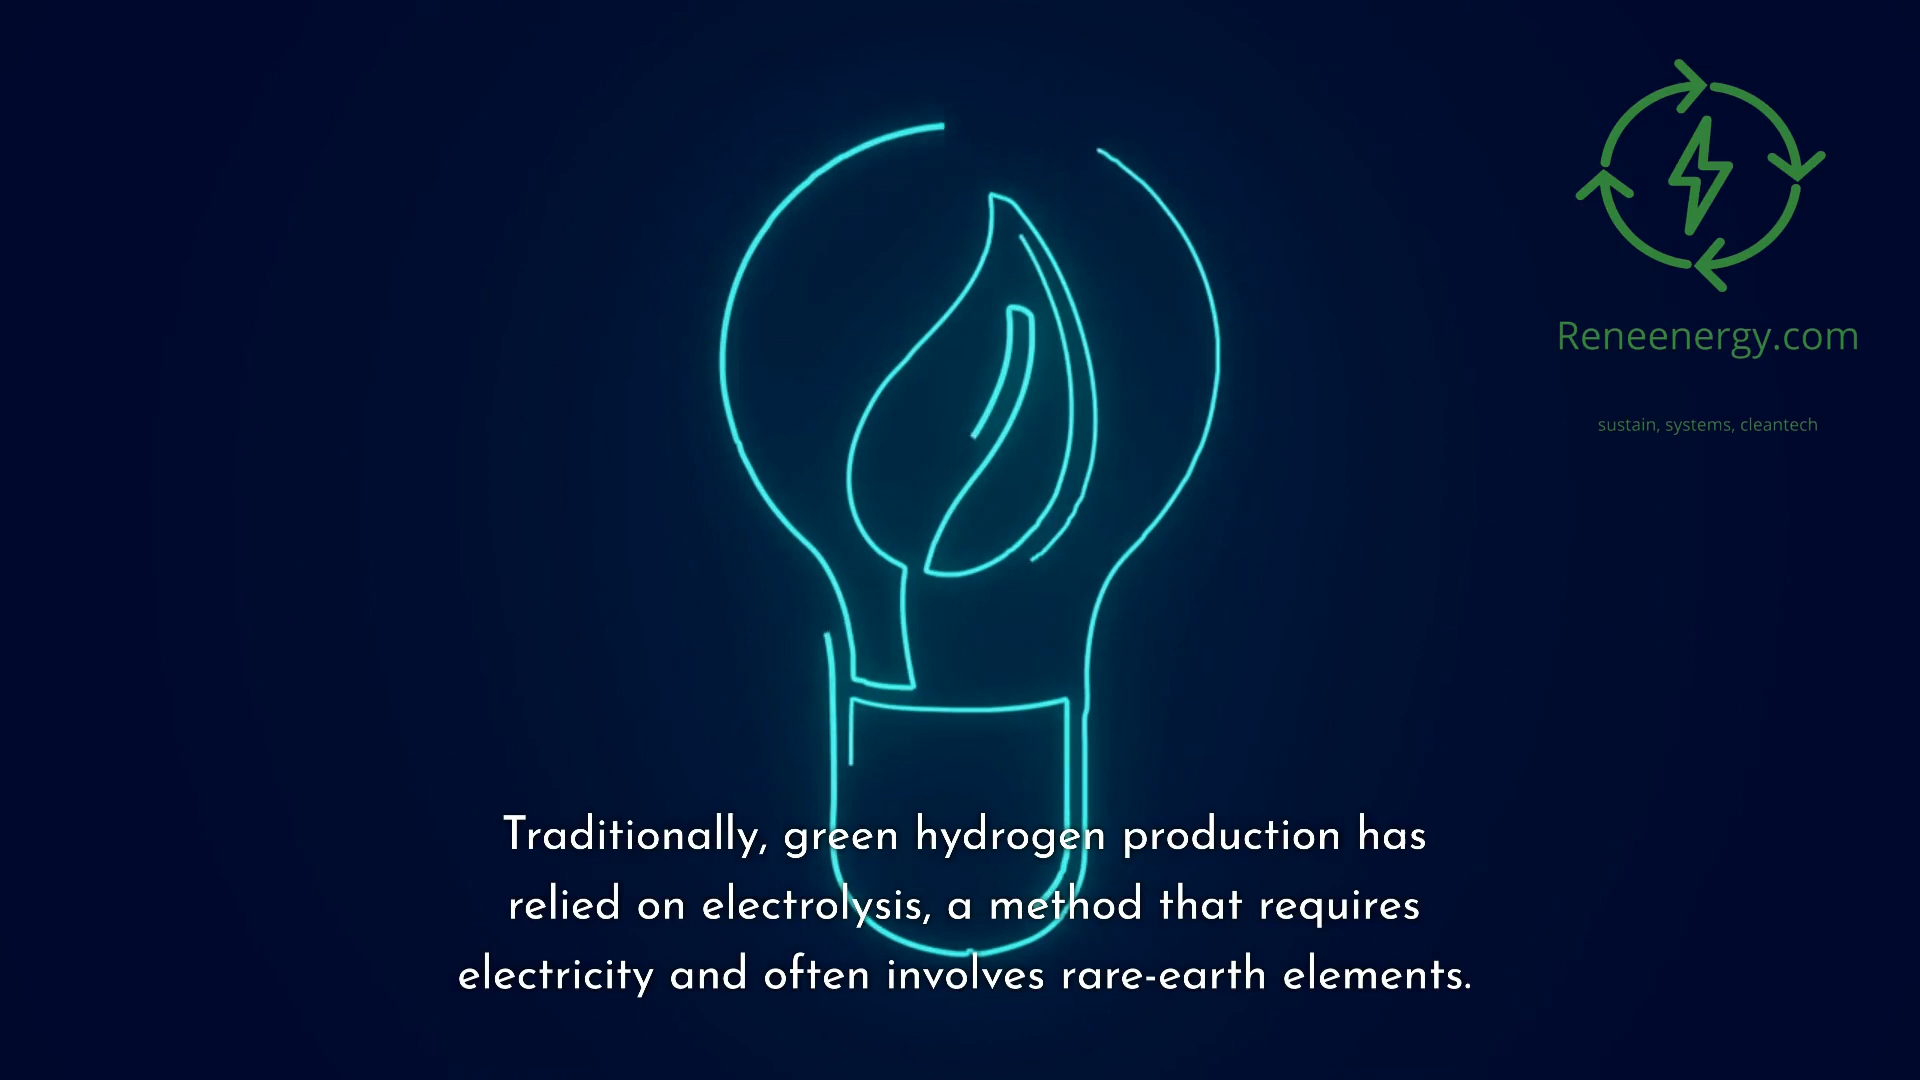 Reneenergy.com
sustain, systems, cleantech
Traditionally, green hydrogen production has
relied on electrolysis, a method that requires
electricity and often involves rare-earth elements.